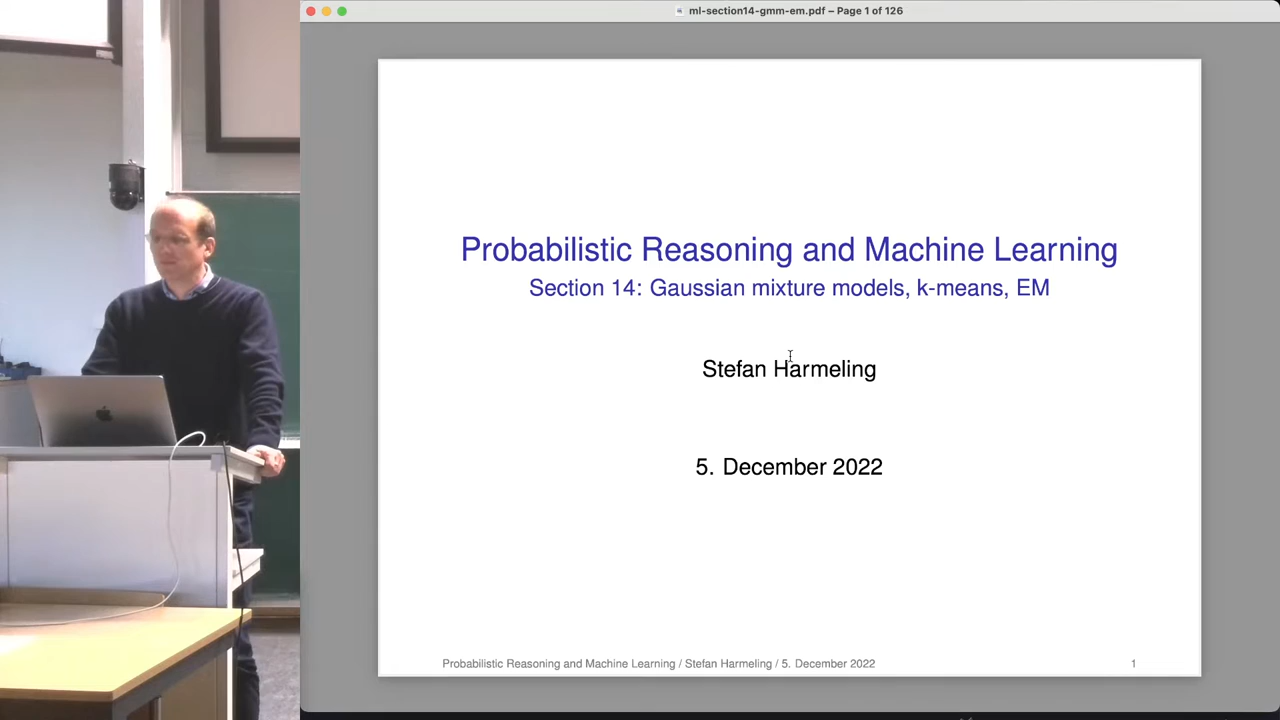 ml-section14-gmm-em.pdf – Page 1 of 126
Probabilistic Reasoning and Machine Learning
Section 14: Gaussian mixture models, k-means, EM
Stefan Harmeling
5. December 2022
Probabilistic Reasoning and Machine Learning / Stefan Harmeling / 5. December 2022 1